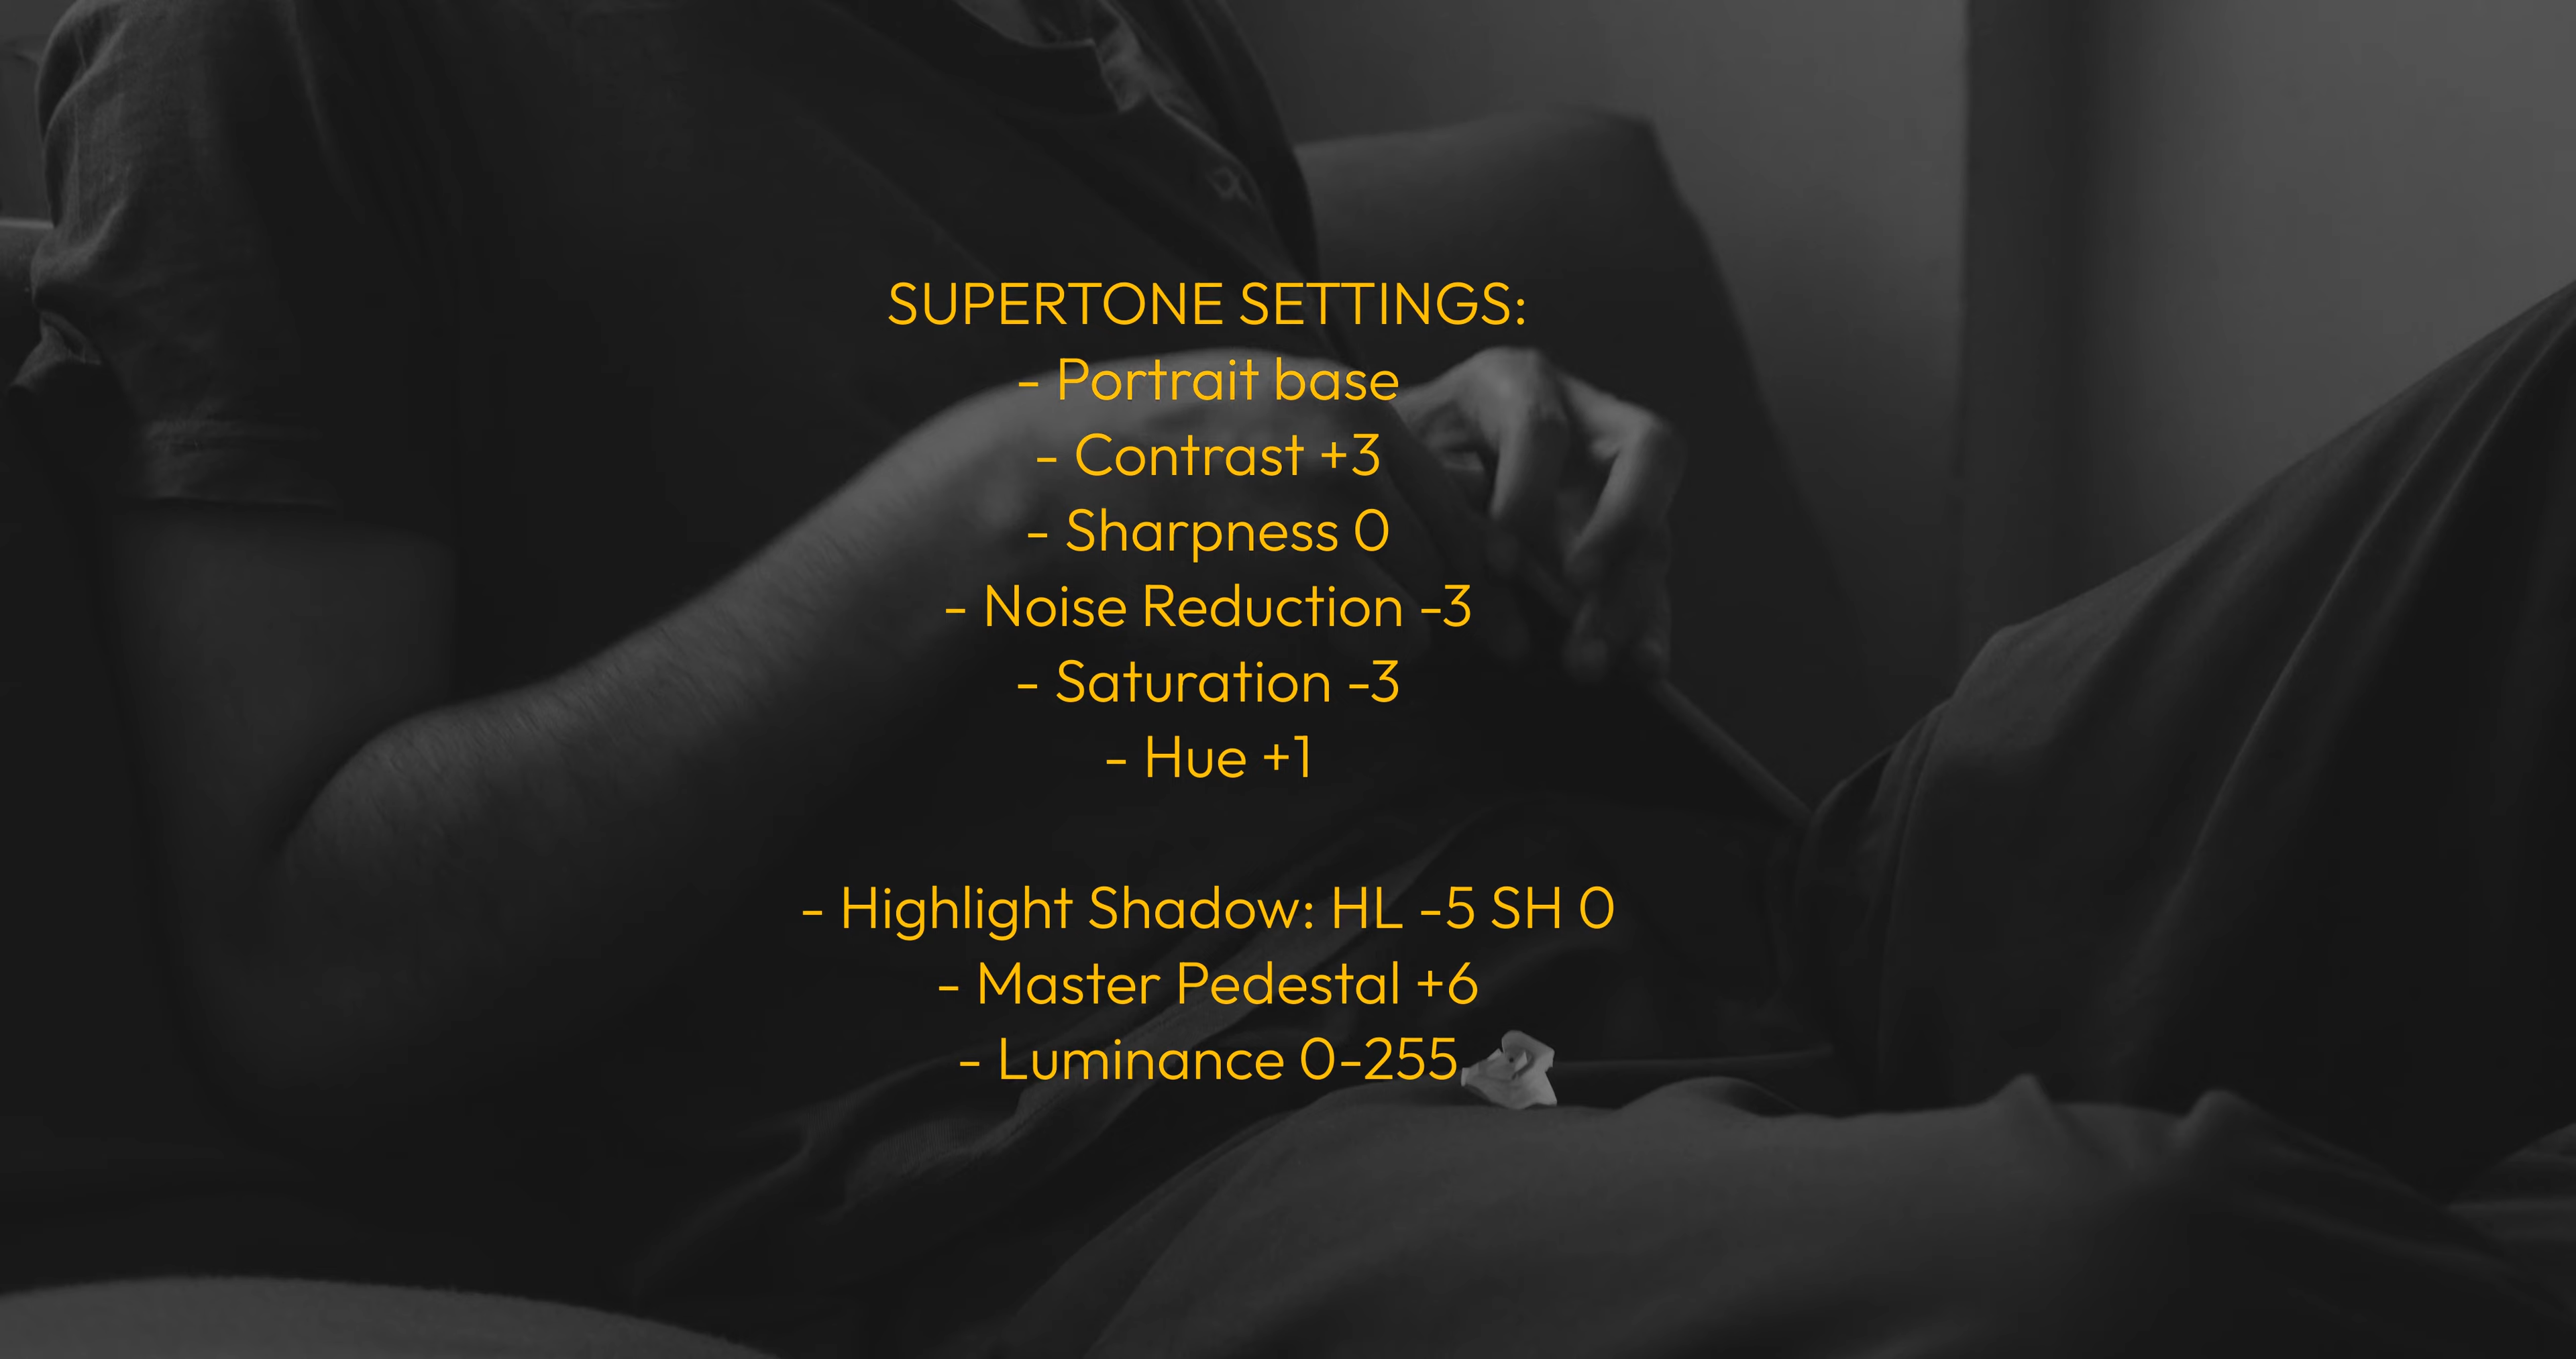 SUPERTONE SETTINGS:
- Portrait base
- Contrast +3
- Sharpness 0
- Noise Reduction -3
- Saturation -3
- Hue +1
- Highlight Shadow: HL -5 SH 0
- Master Pedestal +6
- Luminance 0-255